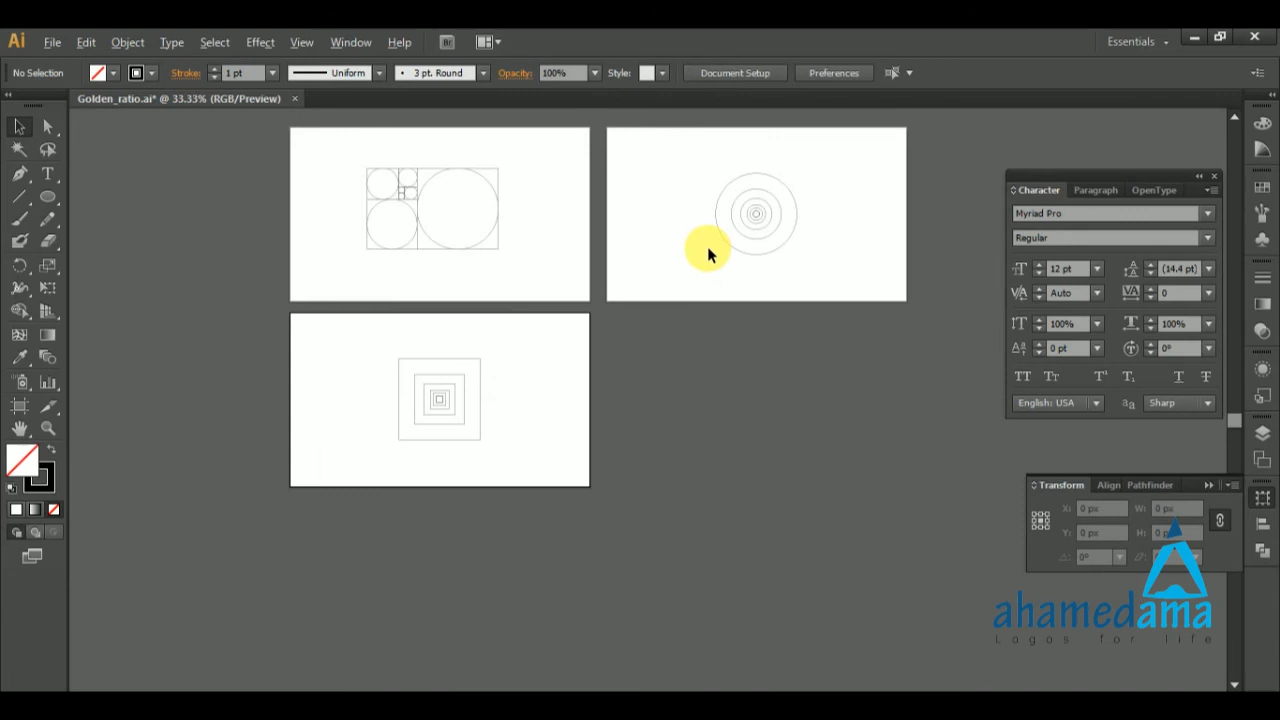 Ai File Edit Object Type Select Effect View Window Help Br Essentials
No Selection Stroke: 1 pt Uniform 3 pt. Round Opacity: 100% Style: Document Setup Preferences
Golden_ratio.ai* @ 33.33% (RGB/Preview)
Character Paragraph OpenType
Myriad Pro
Regular
12 pt (14.4 pt)
Auto 0
100% 100%
0 pt 0°
English: USA Sharp
Transform Align Pathfinder
X: 0 px W: 0 px
Y: 0 px H: 0 px
0°
ahamedama
Logos for life